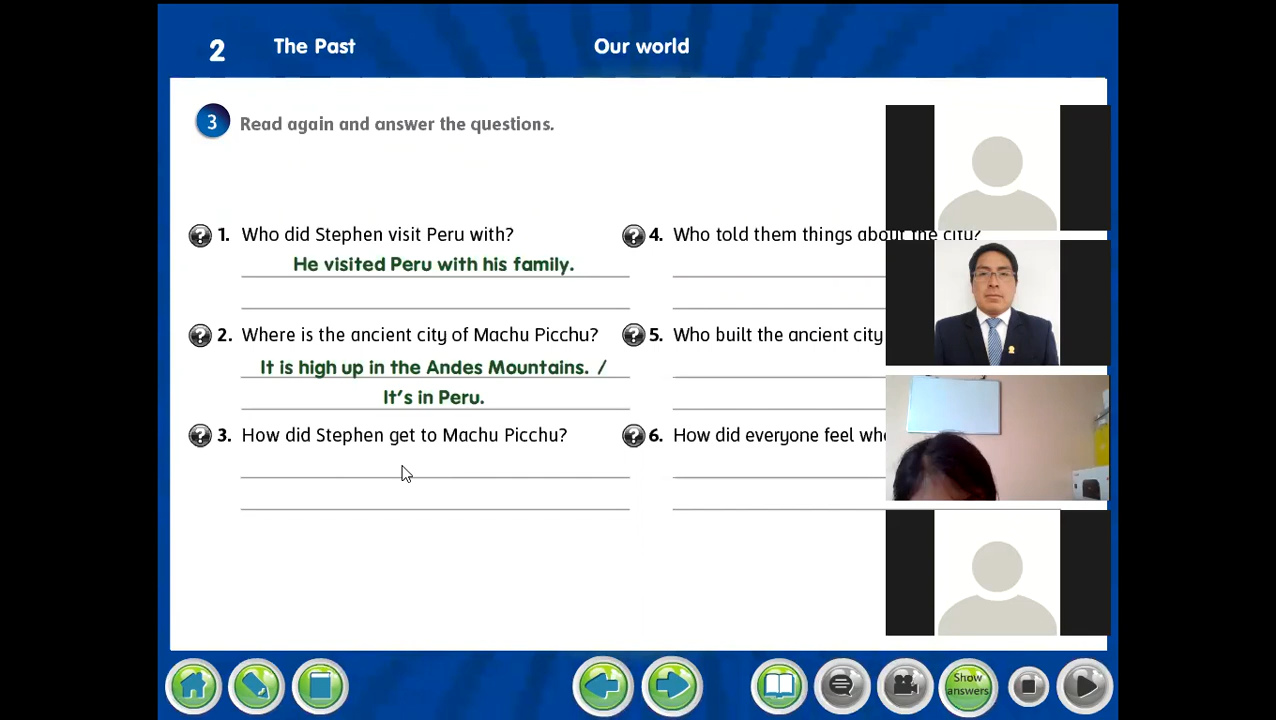 2 The Past Our world
3 Read again and answer the questions.
1. Who did Stephen visit Peru with?
He visited Peru with his family.
2. Where is the ancient city of Machu Picchu?
It is high up in the Andes Mountains. /
It's in Peru.
3. How did Stephen get to Machu Picchu?
4. Who told them things about the city?
5. Who built the ancient city
6. How did everyone feel
Show
answers